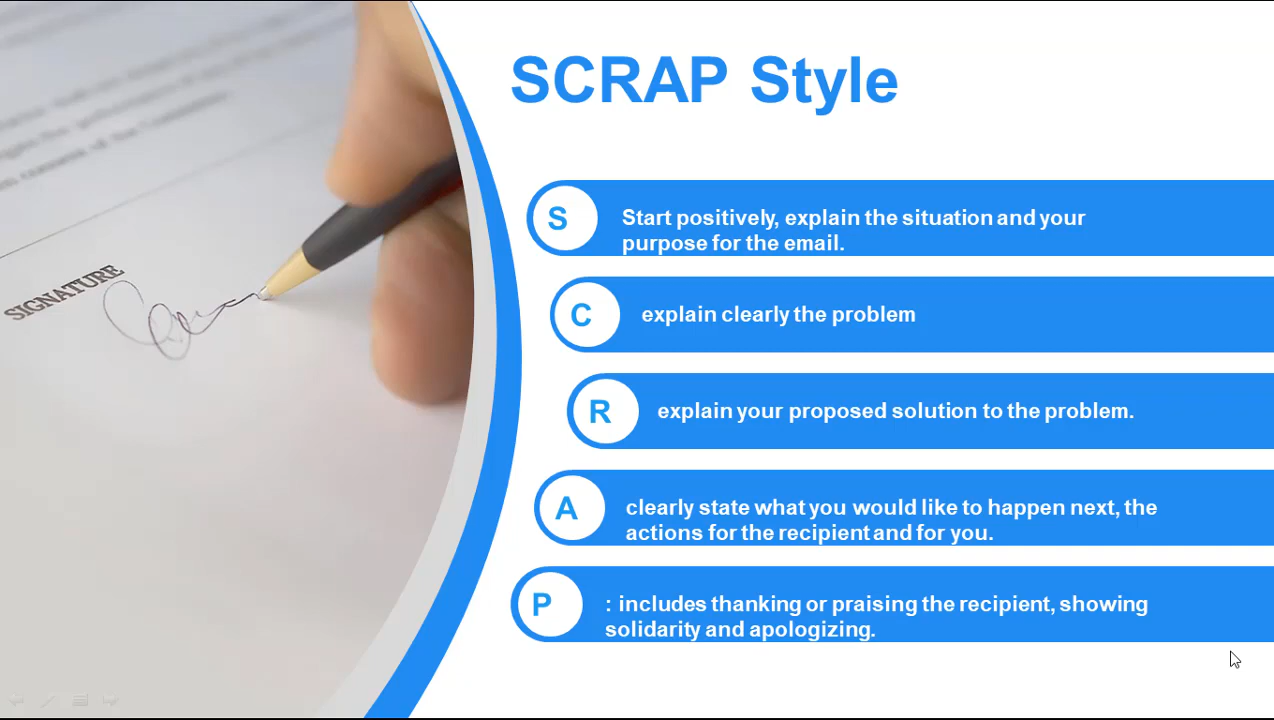 SCRAP Style
S
Start positively, explain the situation and your
purpose for the email.
C
explain clearly the problem
R
explain your proposed solution to the problem.
A
clearly state what you would like to happen next, the
actions for the recipient and for you.
P
: includes thanking or praising the recipient, showing
solidarity and apologizing.
SIGNATURE